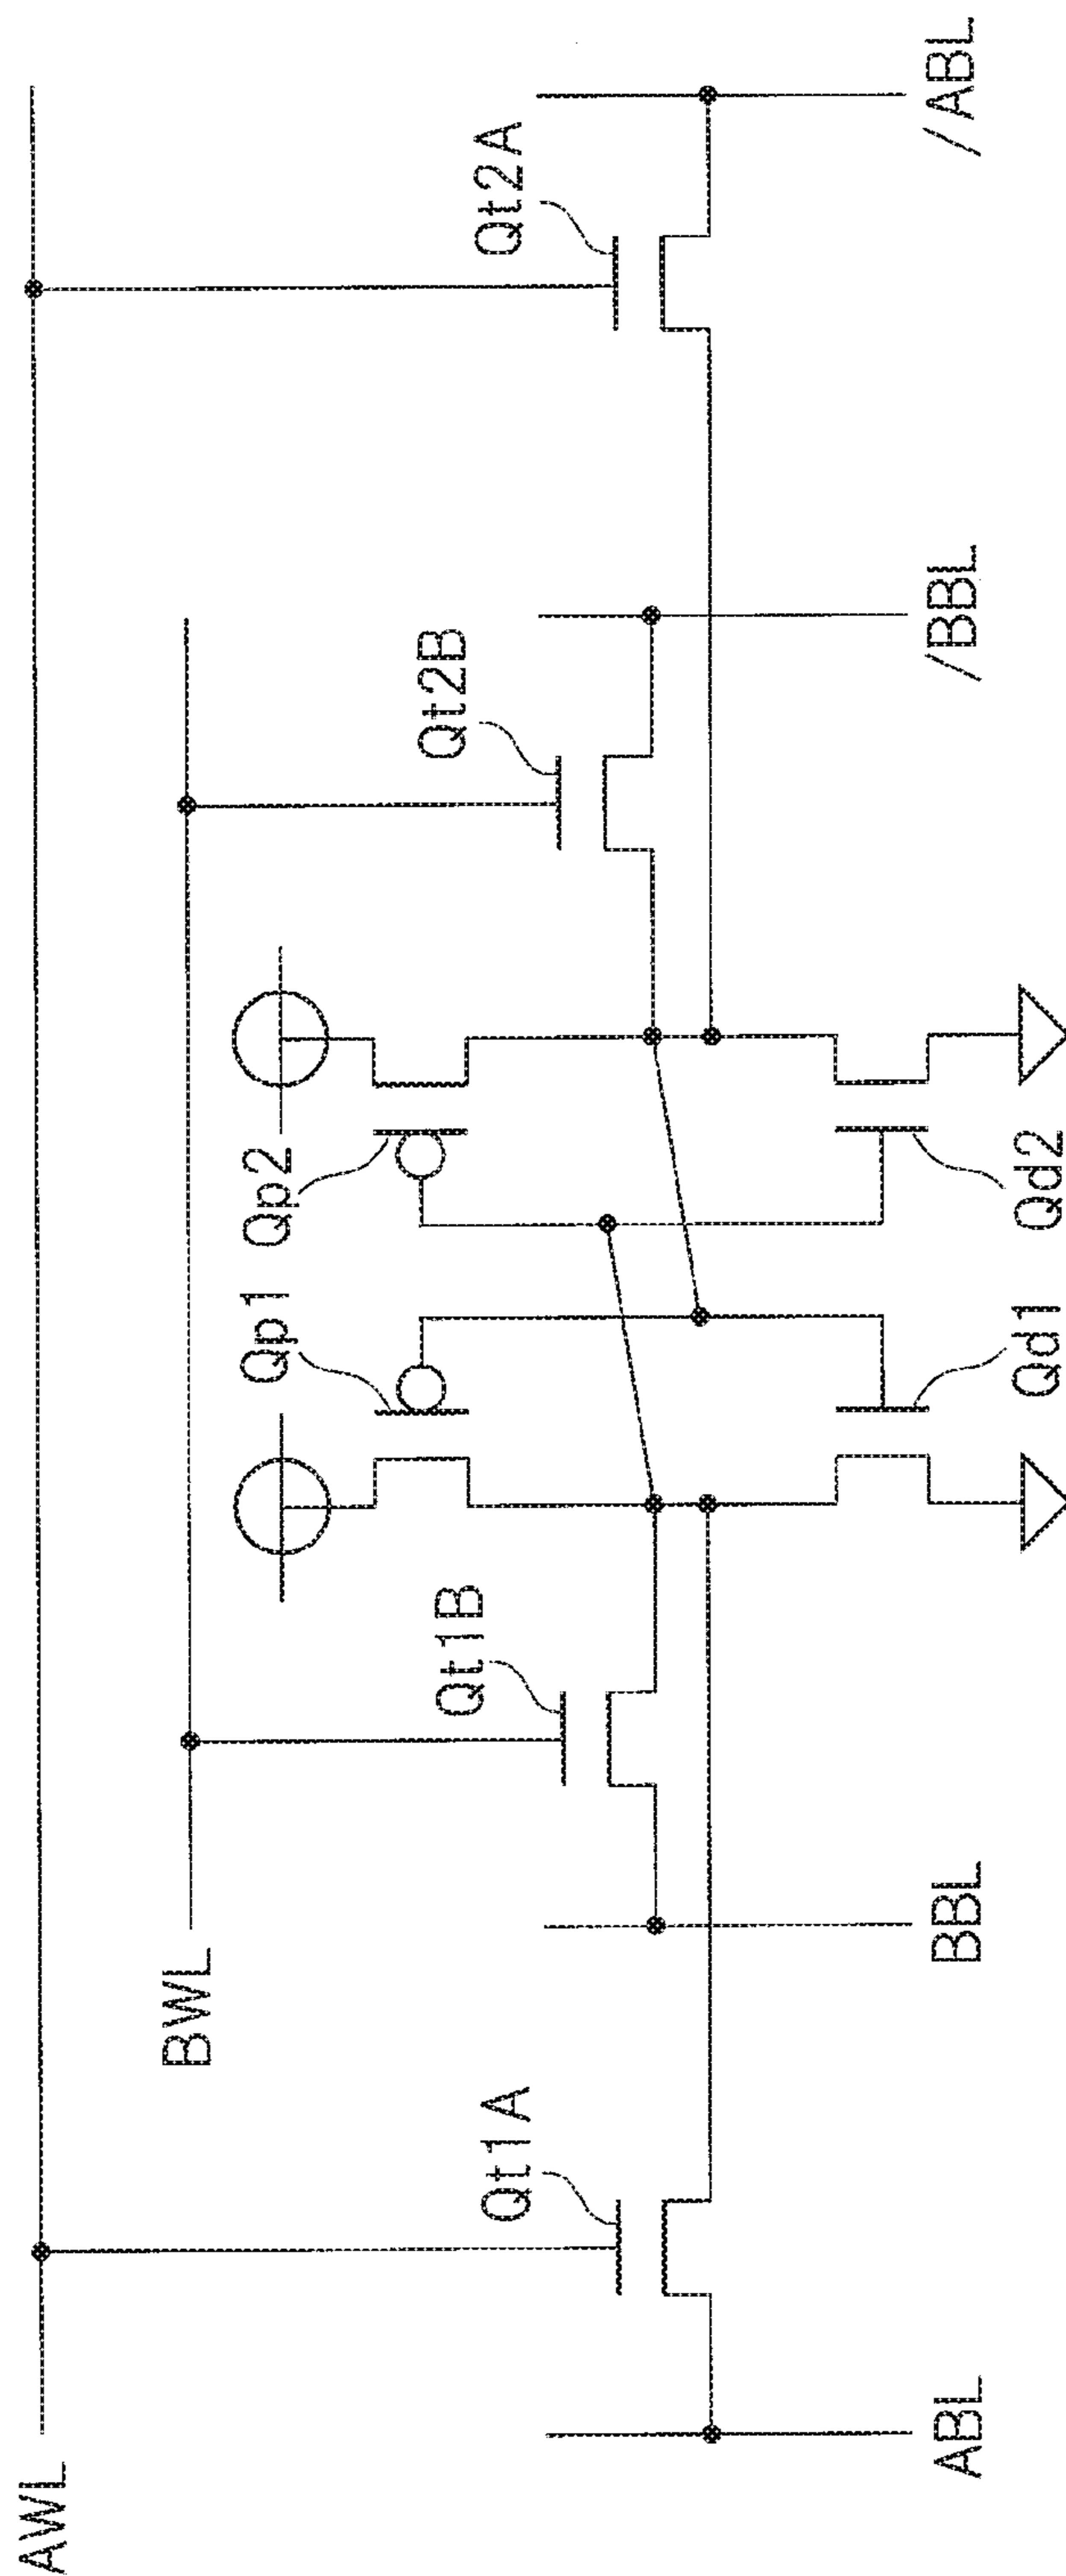 AWL
BWL
Qt1A
Qt1B
Qp1
Qp2
Qt2B
Qt2A
Qd1
Qd2
ABL
BBL
/BBL
/ABL